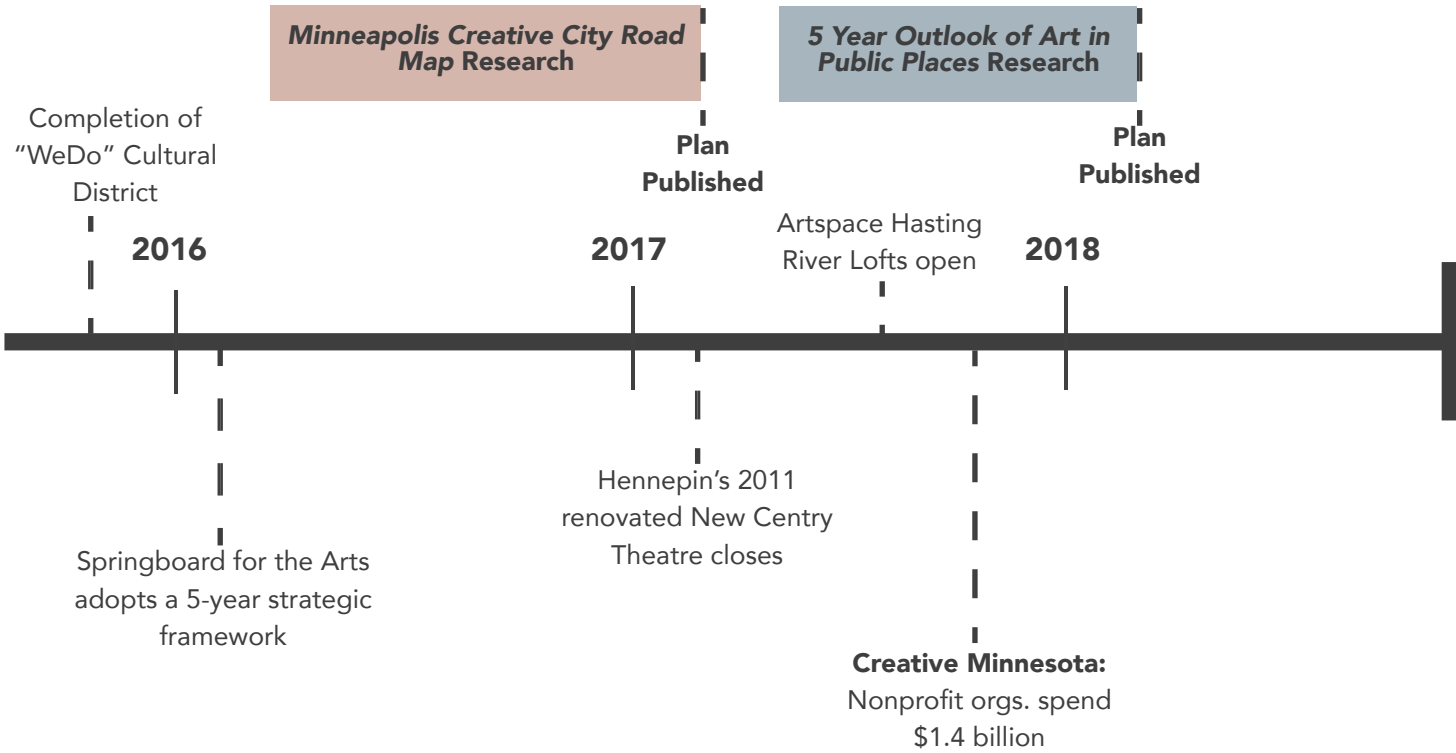 Minneapolis Creative City Road
Map Research
5 Year Outlook of Art in
Public Places Research
Completion of
“WeDo” Cultural
District
Plan
Published
Plan
Published
2016
2017
Artspace Hasting
River Lofts open
2018
Springboard for the Arts
adopts a 5-year strategic
framework
Hennepin’s 2011
renovated New Centry
Theatre closes
Creative Minnesota:
Nonprofit orgs. spend
$1.4 billion